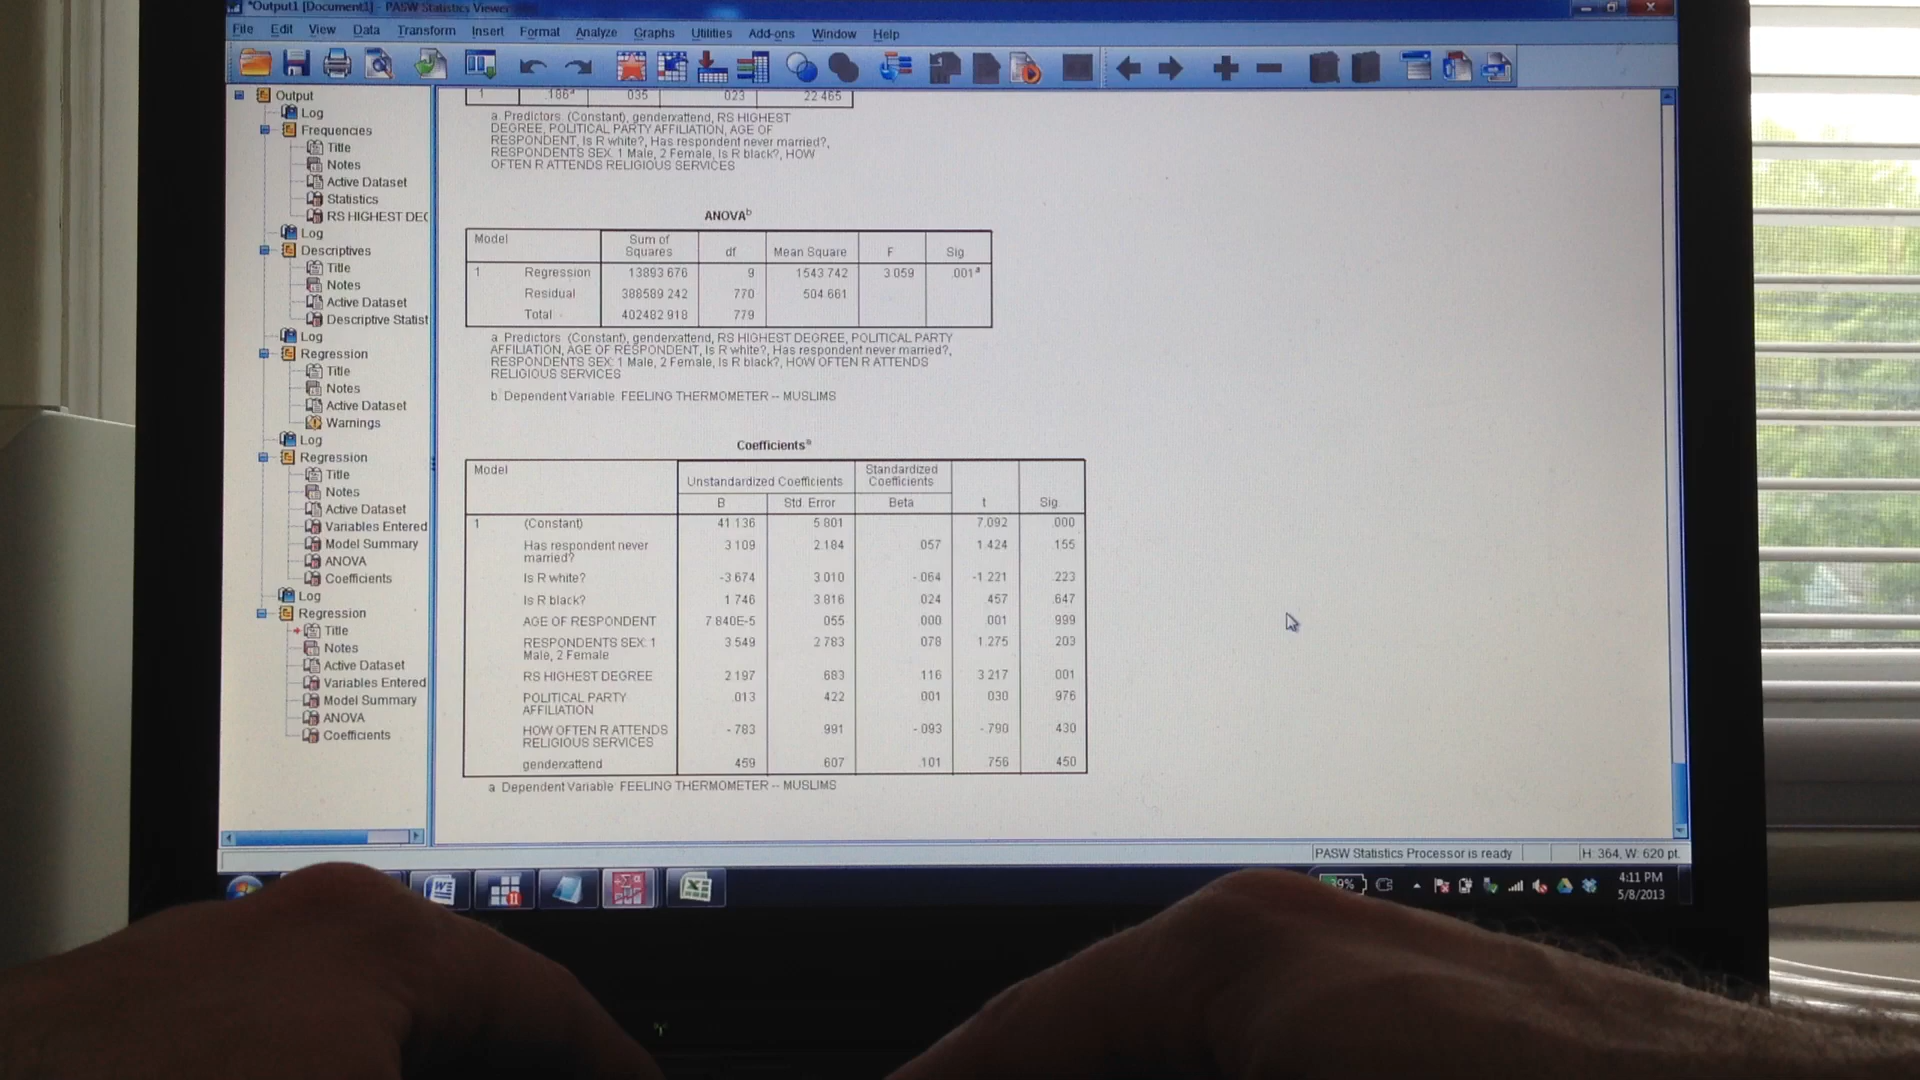 *Output1 [Document1] - PASW Statistics Viewer
File Edit View Data Transform Insert Format Analyze Graphs Utilities Add-ons Window Help
Output
Log
Frequencies
Title
Notes
Active Dataset
Statistics
RS HIGHEST DEC
Log
Descriptives
Title
Notes
Active Dataset
Descriptive Statist
Log
Regression
Title
Notes
Active Dataset
Warnings
Log
Regression
Title
Notes
Active Dataset
Variables Entered
Model Summary
ANOVA
Coefficients
Log
Regression
Title
Notes
Active Dataset
Variables Entered
Model Summary
ANOVA
Coefficients
1 .186a 035 023 22 465
a. Predictors. (Constant), genderxattend, RS HIGHEST
DEGREE, POLITICAL PARTY AFFILIATION, AGE OF
RESPONDENT, Is R white?, Has respondent never married?,
RESPONDENTS SEX. 1 Male, 2 Female, Is R black?, HOW
OFTEN R ATTENDS RELIGIOUS SERVICES
ANOVAb
Model Sum of Squares df Mean Square F Sig
1 Regression 13893 676 9 1543 742 3 059 .001a
Residual 388589 242 770 504 661
Total 402482 918 779
a Predictors (Constant), genderxattend, RS HIGHEST DEGREE, POLITICAL PARTY
AFFILIATION, AGE OF RESPONDENT, Is R white?, Has respondent never married?,
RESPONDENTS SEX: 1 Male, 2 Female, Is R black?, HOW OFTEN R ATTENDS
RELIGIOUS SERVICES
b Dependent Variable FEELING THERMOMETER -- MUSLIMS
Coefficientsa
Model Unstandardized Coefficients Standardized Coefficients t Sig
B Std. Error Beta
1 (Constant) 41 136 5 801 7.092 000
Has respondent never married? 3 109 2.184 057 1 424 155
Is R white? -3 674 3 010 -.064 -1 221 223
Is R black? 1 746 3 816 024 457 647
AGE OF RESPONDENT 7 840E-5 055 000 001 999
RESPONDENTS SEX: 1 Male, 2 Female 3 549 2 783 078 1.275 203
RS HIGHEST DEGREE 2 197 683 116 3 217 001
POLITICAL PARTY AFFILIATION .013 422 001 030 976
HOW OFTEN R ATTENDS RELIGIOUS SERVICES - 783 991 -.093 -.790 430
genderxattend 459 607 .101 756 450
a Dependent Variable FEELING THERMOMETER -- MUSLIMS
PASW Statistics Processor is ready H: 364, W: 620 pt.
39% 4:11 PM
5/8/2013